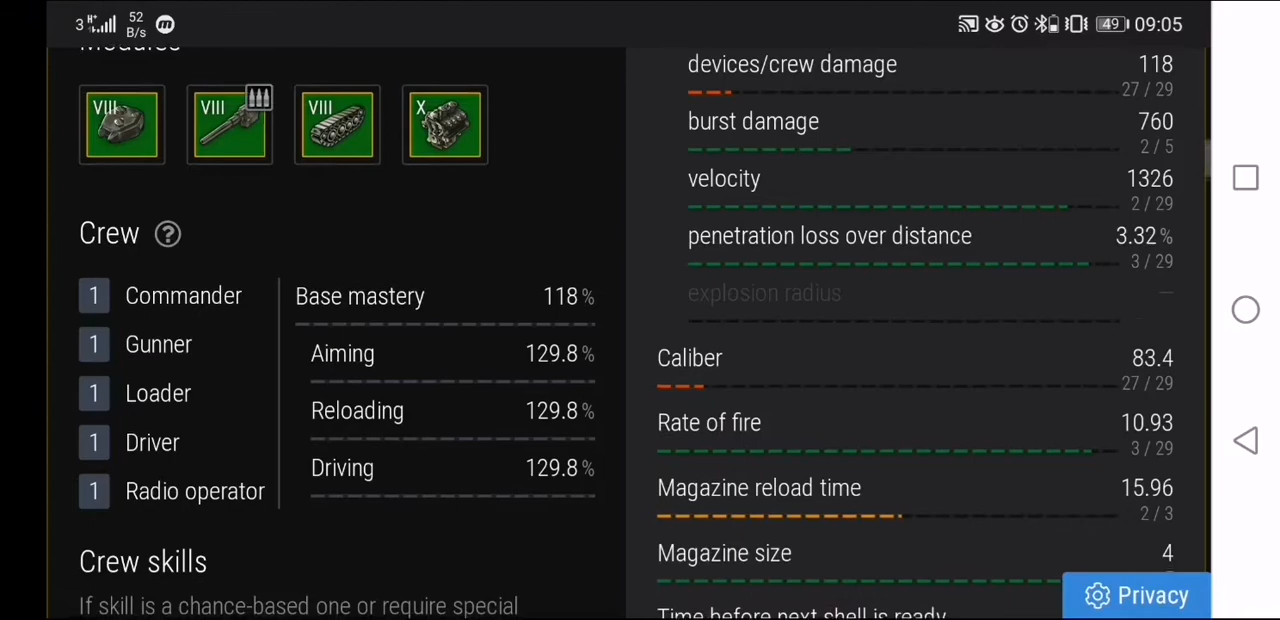 3 H+ 52 B/s m 49 09:05
Modules
VIII VIII VIII X
Crew ?
1 Commander
1 Gunner
1 Loader
1 Driver
1 Radio operator
Base mastery 118 %
Aiming 129.8 %
Reloading 129.8 %
Driving 129.8 %
Crew skills
If skill is a chance-based one or require special
devices/crew damage 118
27 / 29
burst damage 760
2 / 5
velocity 1326
2 / 29
penetration loss over distance 3.32 %
3 / 29
explosion radius —
Caliber 83.4
27 / 29
Rate of fire 10.93
3 / 29
Magazine reload time 15.96
2 / 3
Magazine size 4
Time before next shell is ready
Privacy